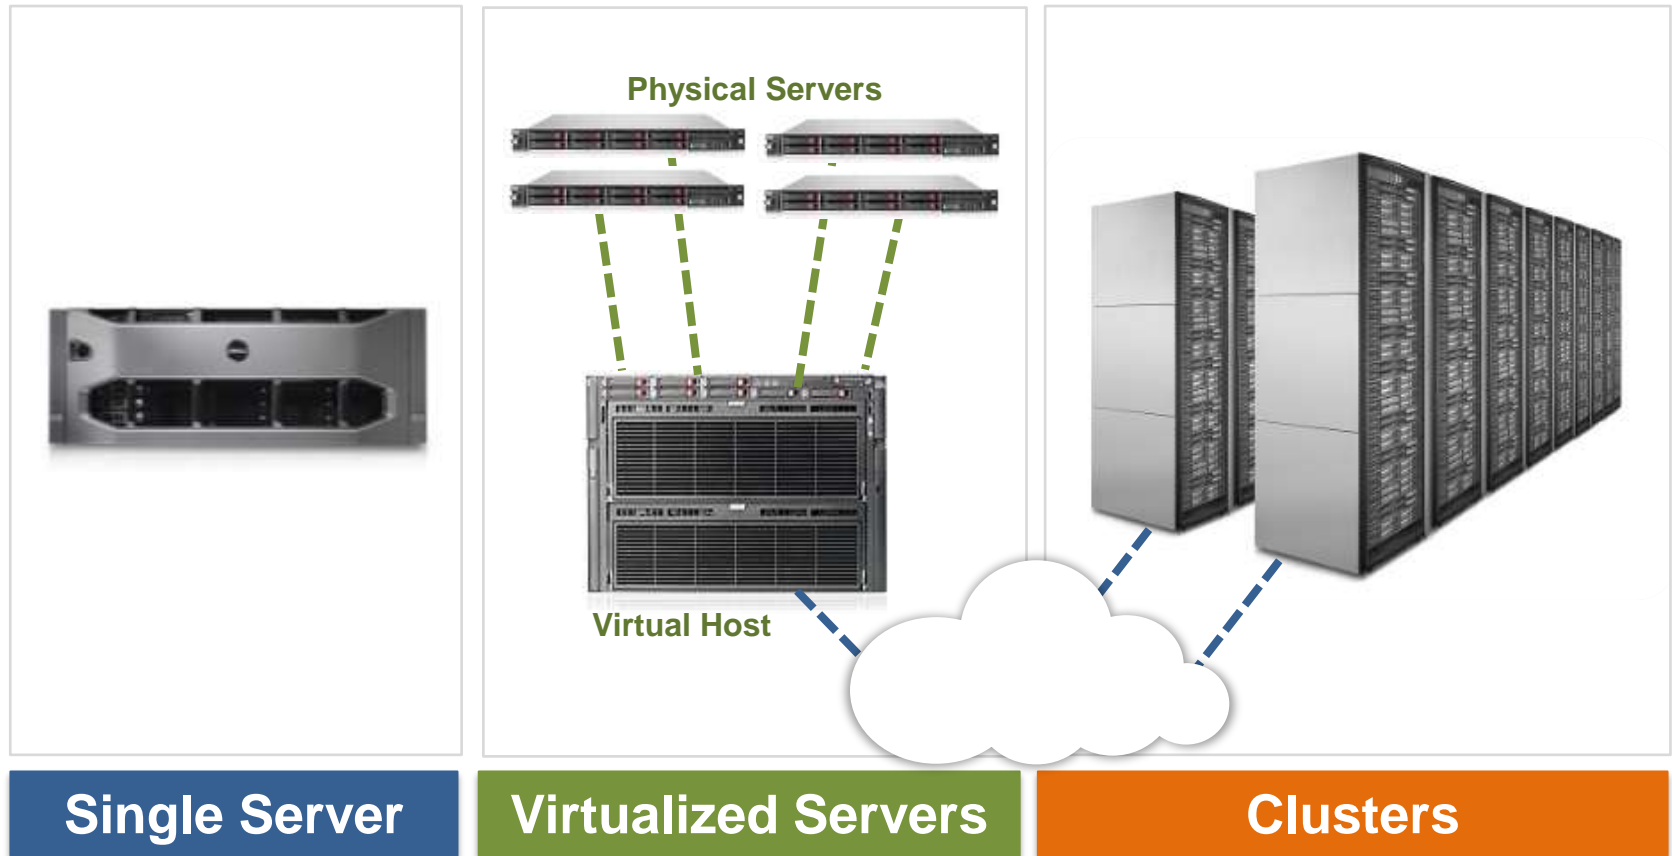 Physical Servers
Virtual Host
Single Server
Virtualized Servers
Clusters